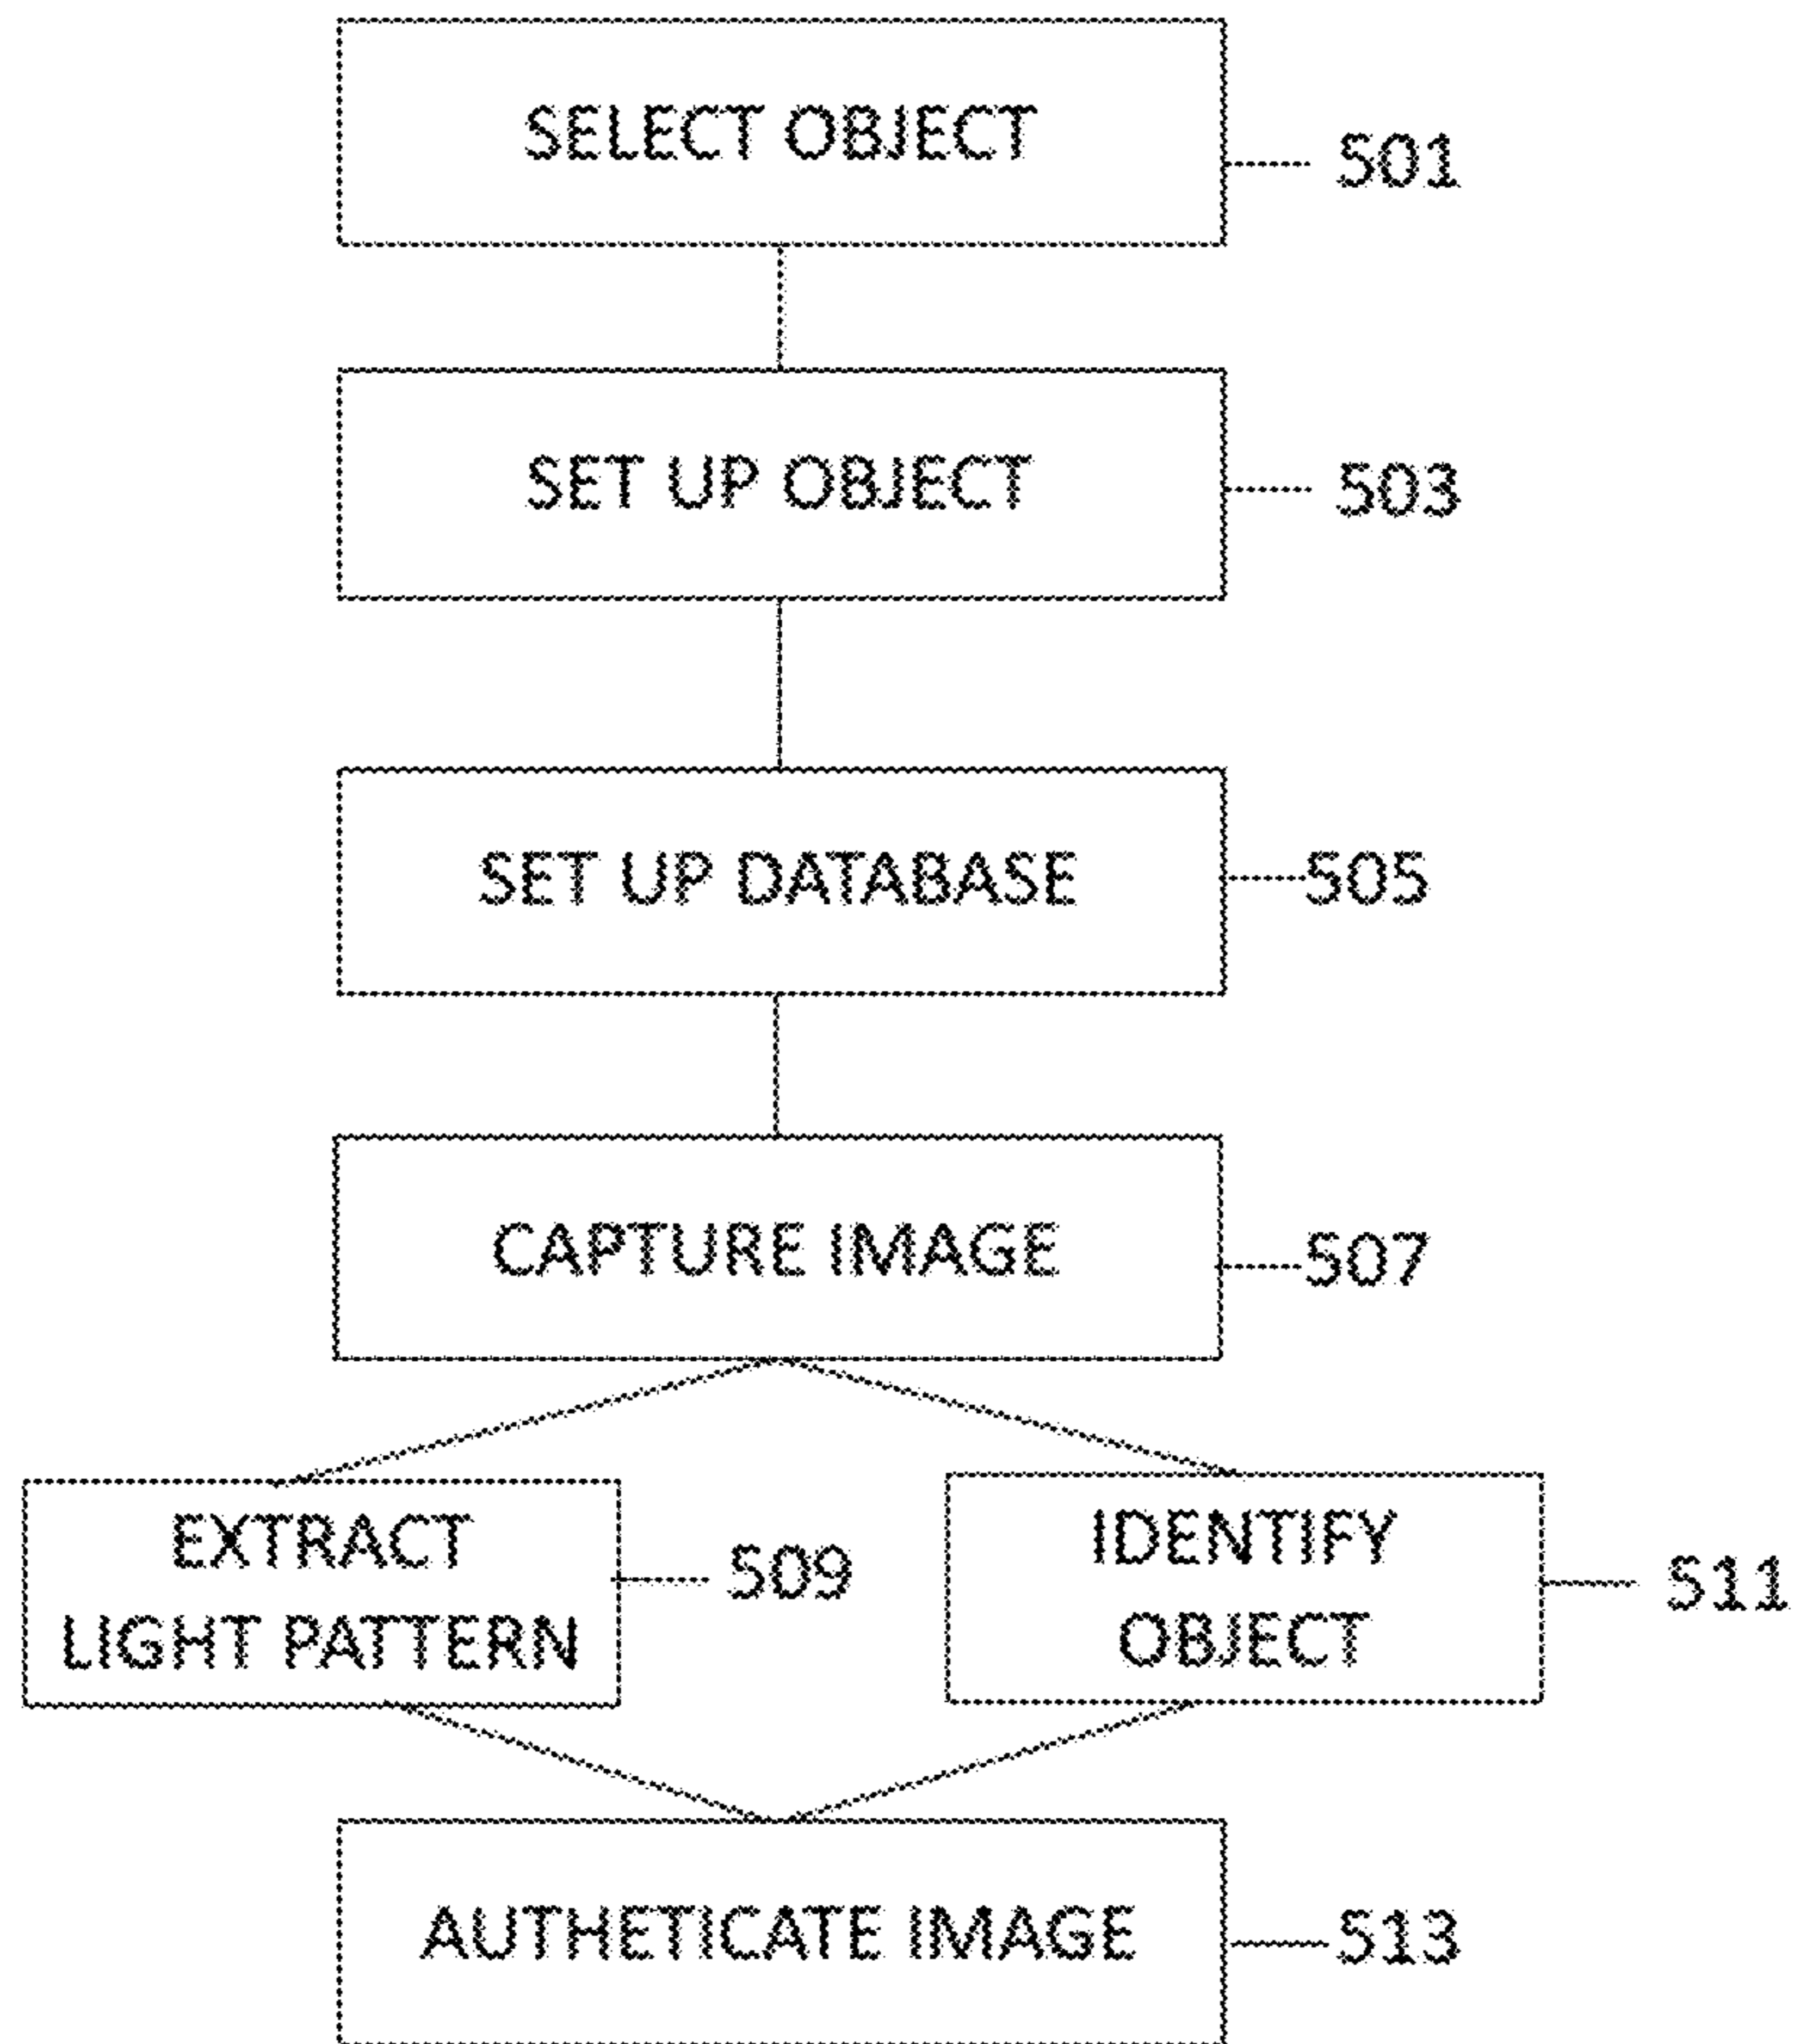 SELECT OBJECT
501
SET UP OBJECT
503
SET UP DATABASE
505
CAPTURE IMAGE
507
EXTRACT
LIGHT PATTERN
509
IDENTIFY
OBJECT
511
AUTHETICATE IMAGE
513